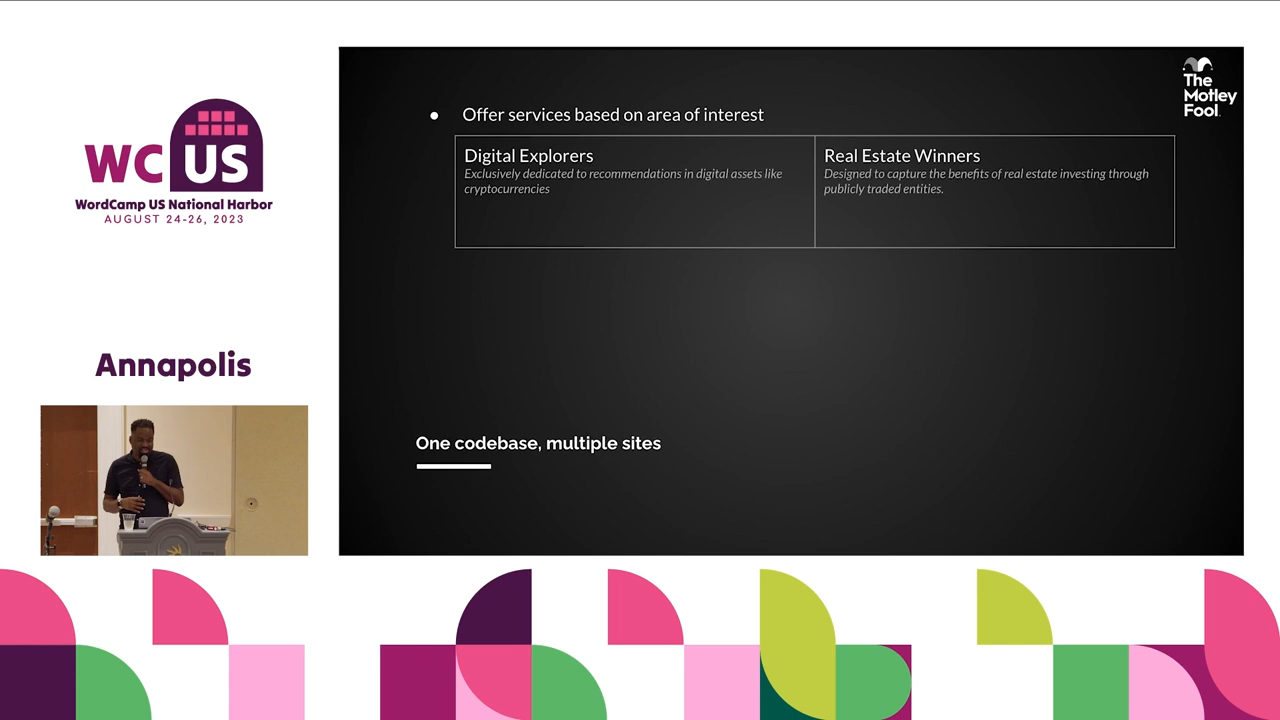 WC US
WordCamp US National Harbor
AUGUST 24-26, 2023
Annapolis
The
Motley
Fool.
● Offer services based on area of interest
Digital Explorers
Exclusively dedicated to recommendations in digital assets like
cryptocurrencies
Real Estate Winners
Designed to capture the benefits of real estate investing through
publicly traded entities.
One codebase, multiple sites